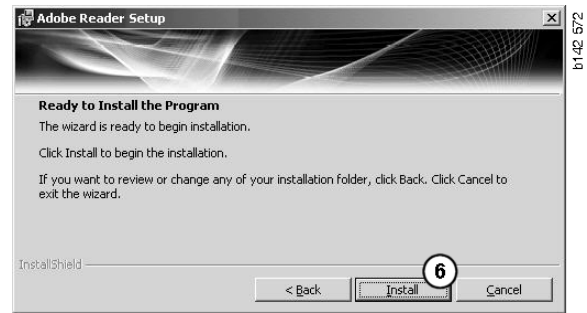 Adobe Reader Setup
b142 572
Ready to Install the Program
The wizard is ready to begin installation.
Click Install to begin the installation.
If you want to review or change any of your installation folder, click Back. Click Cancel to
exit the wizard.
InstallShield
6
< Back Install Cancel